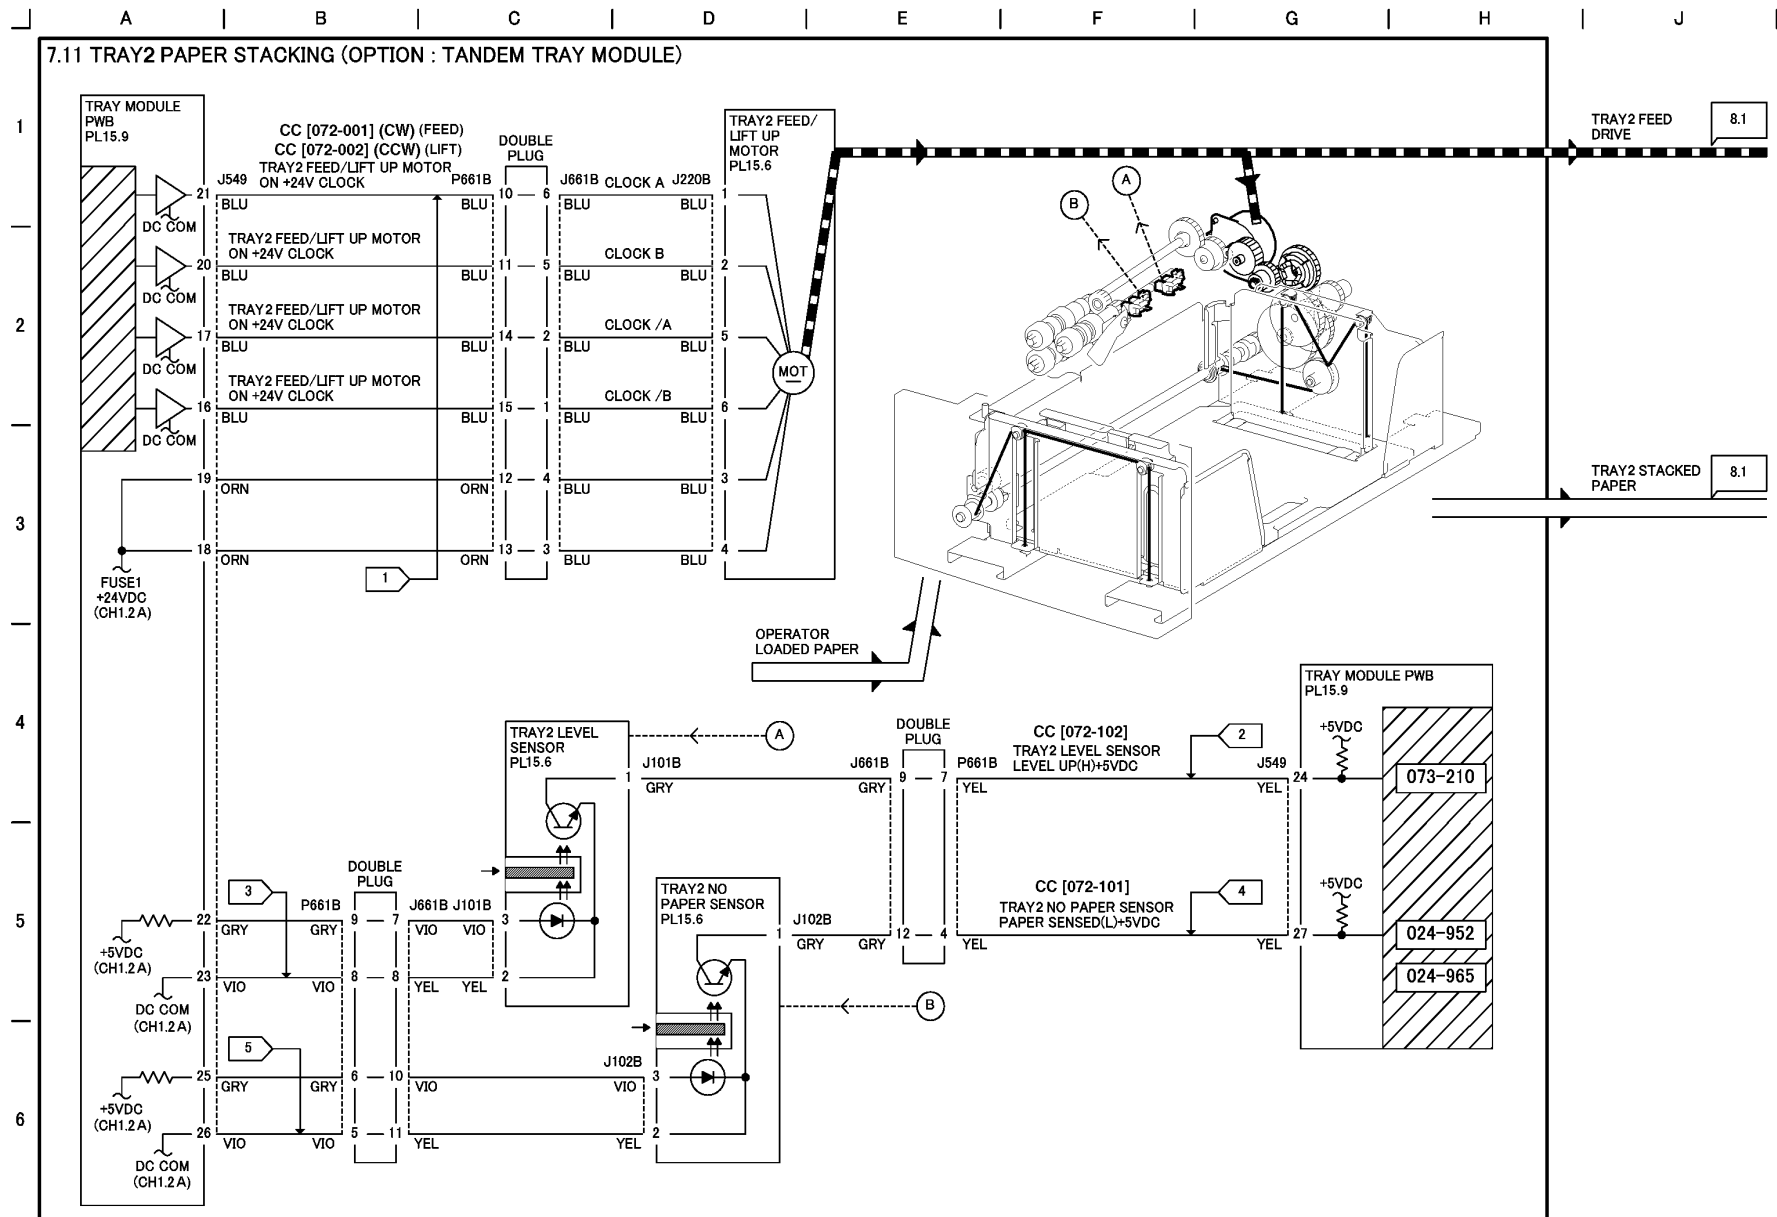 A B C D E F G H J
7.11 TRAY2 PAPER STACKING (OPTION : TANDEM TRAY MODULE)
1
2
3
4
5
6
TRAY MODULE
PWB
PL15.9
CC [072-001] (CW) (FEED)
CC [072-002] (CCW) (LIFT)
TRAY2 FEED/LIFT UP MOTOR
ON +24V CLOCK
DOUBLE
PLUG
TRAY2 FEED/
LIFT UP
MOTOR
PL15.6
TRAY2 FEED
DRIVE
8.1
J549 P661B J661B CLOCK A J220B
21 10 6 1
BLU BLU BLU BLU
DC COM
TRAY2 FEED/LIFT UP MOTOR
ON +24V CLOCK
CLOCK B
20 11 5 2
BLU BLU BLU BLU
DC COM
TRAY2 FEED/LIFT UP MOTOR
ON +24V CLOCK
CLOCK /A
17 14 2 5
BLU BLU BLU BLU
DC COM
TRAY2 FEED/LIFT UP MOTOR
ON +24V CLOCK
CLOCK /B
16 15 1 6
BLU BLU BLU BLU
DC COM
MOT
19 12 4 3
ORN ORN BLU BLU
18 13 3 4
ORN ORN BLU BLU
1
FUSE1
+24VDC
(CH1.2 A)
A
B
TRAY2 STACKED
PAPER
8.1
OPERATOR
LOADED PAPER
TRAY MODULE PWB
PL15.9
TRAY2 LEVEL
SENSOR
PL15.6
A
DOUBLE
PLUG
CC [072-102]
TRAY2 LEVEL SENSOR
LEVEL UP(H)+5VDC
2
+5VDC
J101B J661B P661B J549
1 9 7 24
GRY GRY YEL YEL
073-210
TRAY2 NO
PAPER SENSOR
PL15.6
CC [072-101]
TRAY2 NO PAPER SENSOR
PAPER SENSED(L)+5VDC
4
+5VDC
J102B
1 12 4 27
GRY GRY YEL YEL
024-952
024-965
B
DOUBLE
PLUG
3
P661B J661B J101B
22 9 7 3
GRY GRY VIO VIO
+5VDC
(CH1.2 A)
23 8 8 2
VIO VIO YEL YEL
DC COM
(CH1.2 A)
5
J102B
25 6 10 3
GRY GRY VIO VIO
+5VDC
(CH1.2 A)
26 5 11 2
VIO VIO YEL YEL
DC COM
(CH1.2 A)